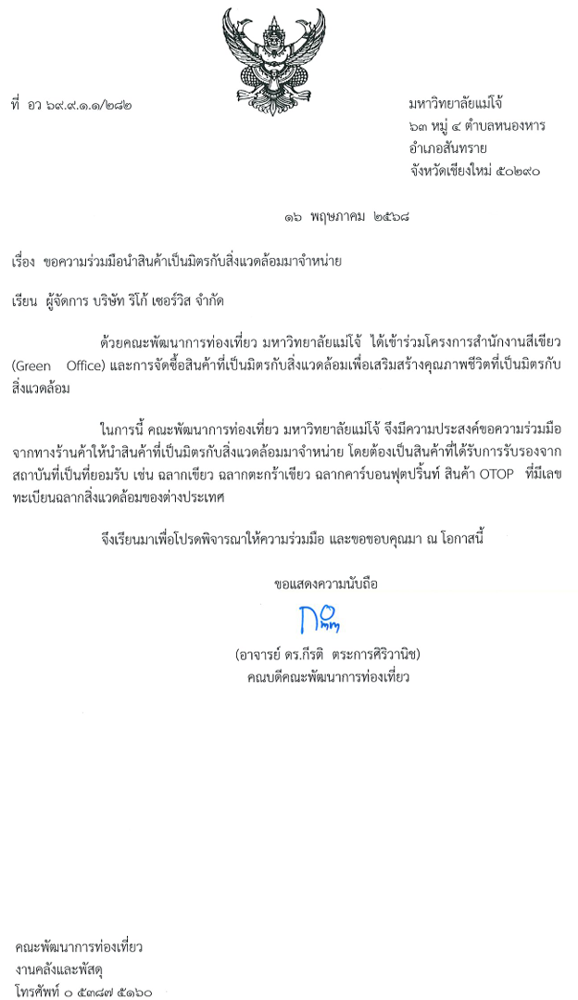 ที่ อว ๖๙.๙.๑.๑/๒๘๒
มหาวิทยาลัยแม่โจ้
๖๓ หมู่ ๔ ตำบลหนองหาร
อำเภอสันทราย
จังหวัดเชียงใหม่ ๕๐๒๙๐
๑๖ พฤษภาคม ๒๕๖๘
เรื่อง ขอความร่วมมือนำสินค้าเป็นมิตรกับสิ่งแวดล้อมมาจำหน่าย
เรียน ผู้จัดการ บริษัท ริโก้ เซอร์วิส จำกัด
ด้วยคณะพัฒนาการท่องเที่ยว มหาวิทยาลัยแม่โจ้ ได้เข้าร่วมโครงการสำนักงานสีเขียว
(Green Office) และการจัดซื้อสินค้าที่เป็นมิตรกับสิ่งแวดล้อมเพื่อเสริมสร้างคุณภาพชีวิตที่เป็นมิตรกับ
สิ่งแวดล้อม
ในการนี้ คณะพัฒนาการท่องเที่ยว มหาวิทยาลัยแม่โจ้ จึงมีความประสงค์ขอความร่วมมือ
จากทางร้านค้าให้นำสินค้าที่เป็นมิตรกับสิ่งแวดล้อมมาจำหน่าย โดยต้องเป็นสินค้าที่ได้รับการรับรองจาก
สถาบันที่เป็นที่ยอมรับ เช่น ฉลากเขียว ฉลากตะกร้าเขียว ฉลากคาร์บอนฟุตปริ้นท์ สินค้า OTOP ที่มีเลข
ทะเบียนฉลากสิ่งแวดล้อมของต่างประเทศ
จึงเรียนมาเพื่อโปรดพิจารณาให้ความร่วมมือ และขอขอบคุณมา ณ โอกาสนี้
ขอแสดงความนับถือ
(อาจารย์ ดร.กีรติ ตระการศิริวานิช)
คณบดีคณะพัฒนาการท่องเที่ยว
คณะพัฒนาการท่องเที่ยว
งานคลังและพัสดุ
โทรศัพท์ ๐ ๕๓๘๗ ๕๑๖๐